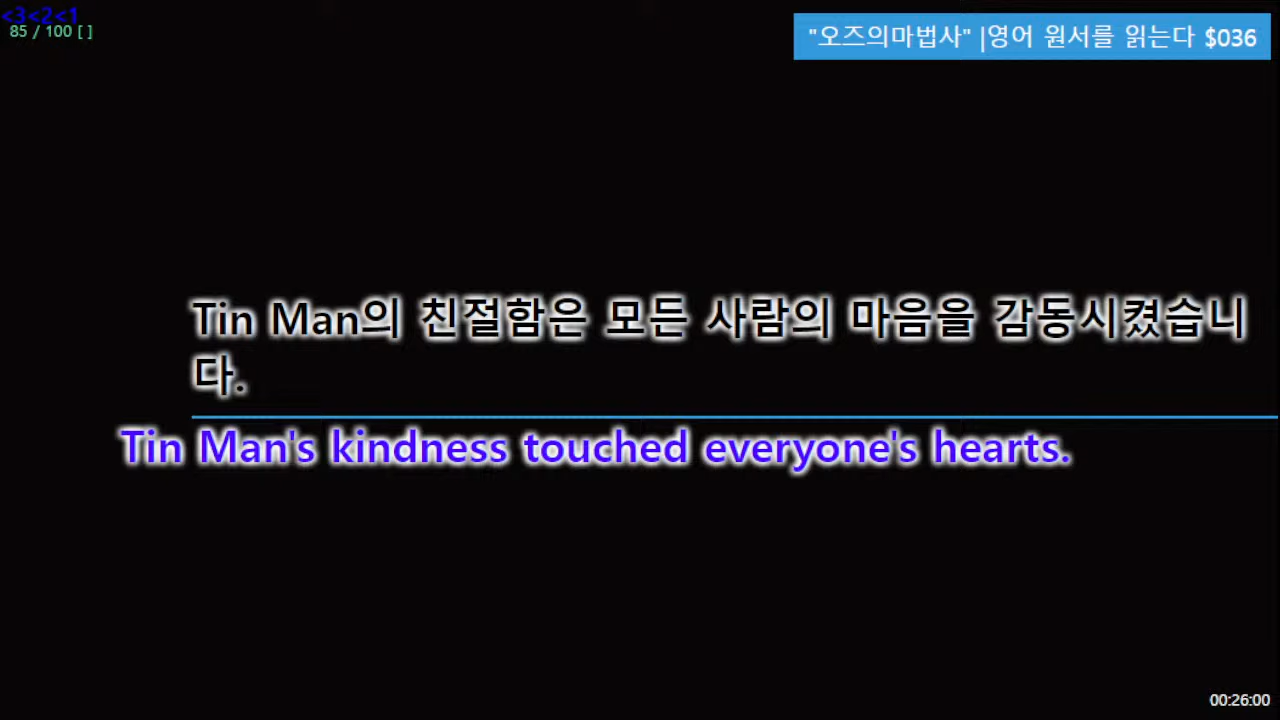 <3<2<1
85 / 100 [ ]
"오즈의마법사" |영어 원서를 읽는다 $036
Tin Man의 친절함은 모든 사람의 마음을 감동시켰습니
다.
Tin Man's kindness touched everyone's hearts.
00:26:00